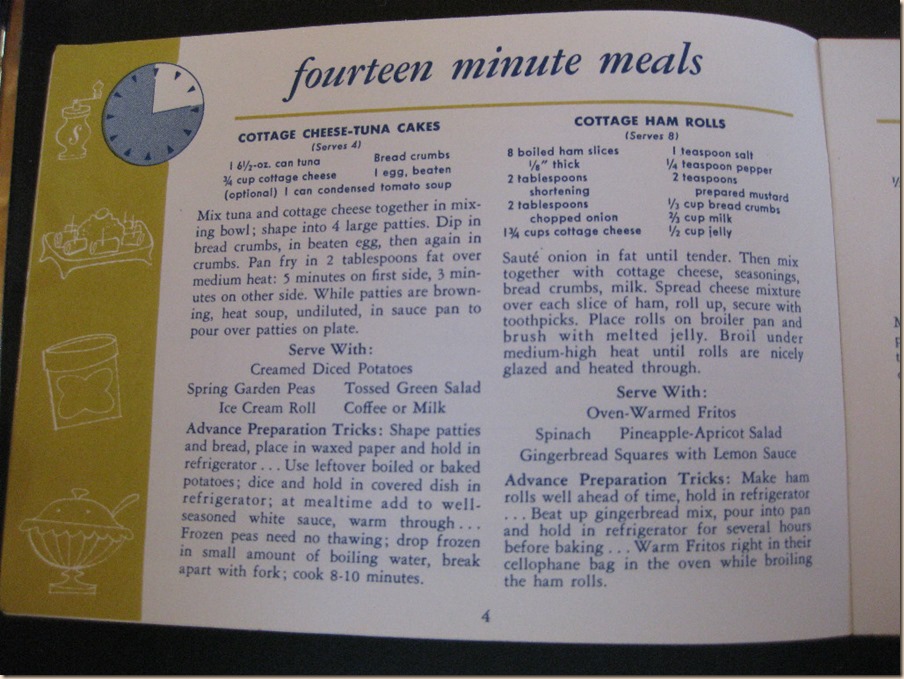 fourteen minute meals
COTTAGE CHEESE-TUNA CAKES
(Serves 4)
1 6½-oz. can tuna
Bread crumbs
¾ cup cottage cheese
1 egg, beaten
(optional) 1 can condensed tomato soup
Mix tuna and cottage cheese together in mix-
ing bowl; shape into 4 large patties. Dip in
bread crumbs, in beaten egg, then again in
crumbs. Pan fry in 2 tablespoons fat over
medium heat: 5 minutes on first side, 3 min-
utes on other side. While patties are brown-
ing, heat soup, undiluted, in sauce pan to
pour over patties on plate.
Serve With:
Creamed Diced Potatoes
Spring Garden Peas Tossed Green Salad
Ice Cream Roll Coffee or Milk
Advance Preparation Tricks: Shape patties
and bread, place in waxed paper and hold in
refrigerator . . . Use leftover boiled or baked
potatoes; dice and hold in covered dish in
refrigerator; at mealtime add to well-
seasoned white sauce, warm through . . .
Frozen peas need no thawing; drop frozen
in small amount of boiling water, break
apart with fork; cook 8-10 minutes.
COTTAGE HAM ROLLS
(Serves 8)
8 boiled ham slices
⅛" thick
2 tablespoons
shortening
2 tablespoons
chopped onion
1¾ cups cottage cheese
1 teaspoon salt
¼ teaspoon pepper
2 teaspoons
prepared mustard
⅓ cup bread crumbs
⅔ cup milk
½ cup jelly
Sauté onion in fat until tender. Then mix
together with cottage cheese, seasonings,
bread crumbs, milk. Spread cheese mixture
over each slice of ham, roll up, secure with
toothpicks. Place rolls on broiler pan and
brush with melted jelly. Broil under
medium-high heat until rolls are nicely
glazed and heated through.
Serve With:
Oven-Warmed Fritos
Spinach Pineapple-Apricot Salad
Gingerbread Squares with Lemon Sauce
Advance Preparation Tricks: Make ham
rolls well ahead of time, hold in refrigerator
. . . Beat up gingerbread mix, pour into pan
and hold in refrigerator for several hours
before baking . . . Warm Fritos right in their
cellophane bag in the oven while broiling
the ham rolls.
4
S